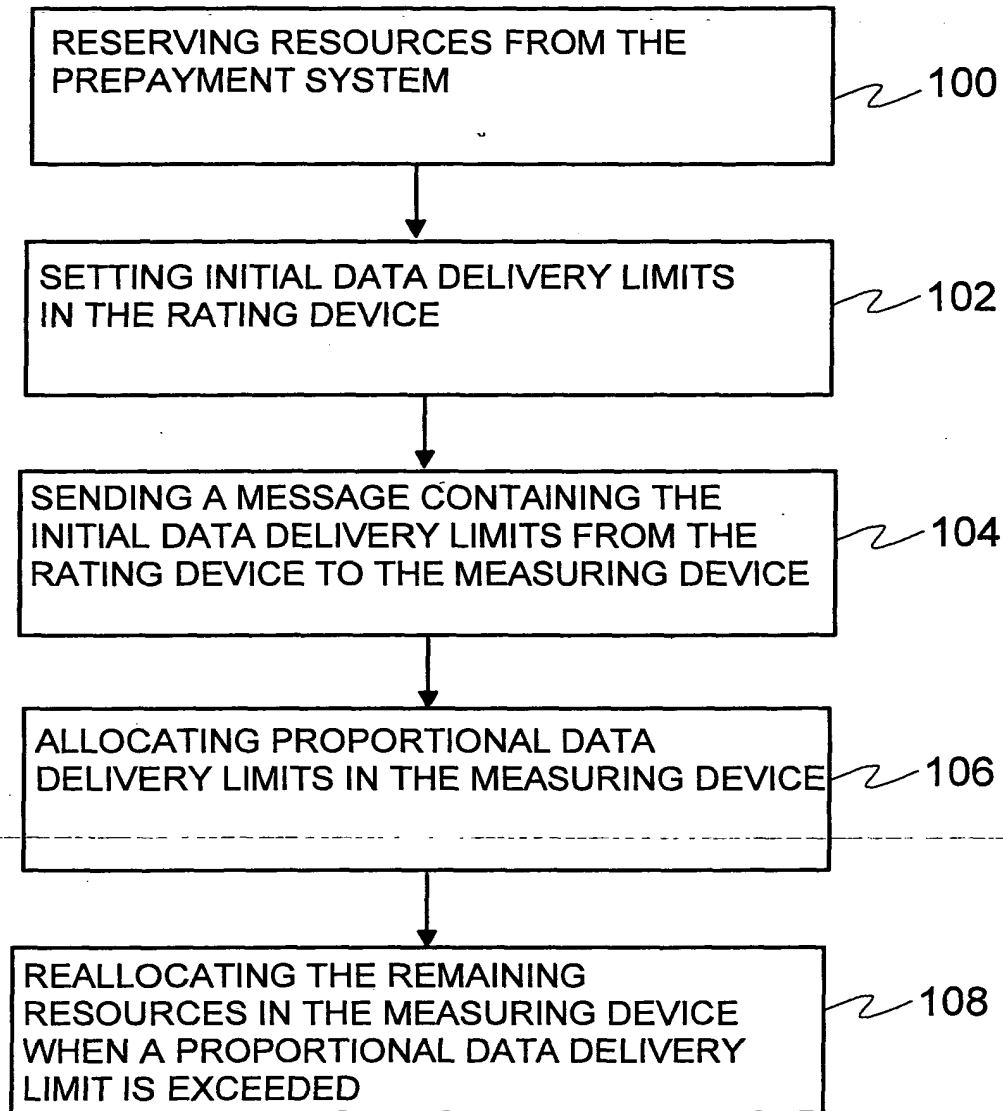 RESERVING RESOURCES FROM THE
PREPAYMENT SYSTEM
100
SETTING INITIAL DATA DELIVERY LIMITS
IN THE RATING DEVICE
102
SENDING A MESSAGE CONTAINING THE
INITIAL DATA DELIVERY LIMITS FROM THE
RATING DEVICE TO THE MEASURING DEVICE
104
ALLOCATING PROPORTIONAL DATA
DELIVERY LIMITS IN THE MEASURING DEVICE
106
REALLOCATING THE REMAINING
RESOURCES IN THE MEASURING DEVICE
WHEN A PROPORTIONAL DATA DELIVERY
LIMIT IS EXCEEDED
108